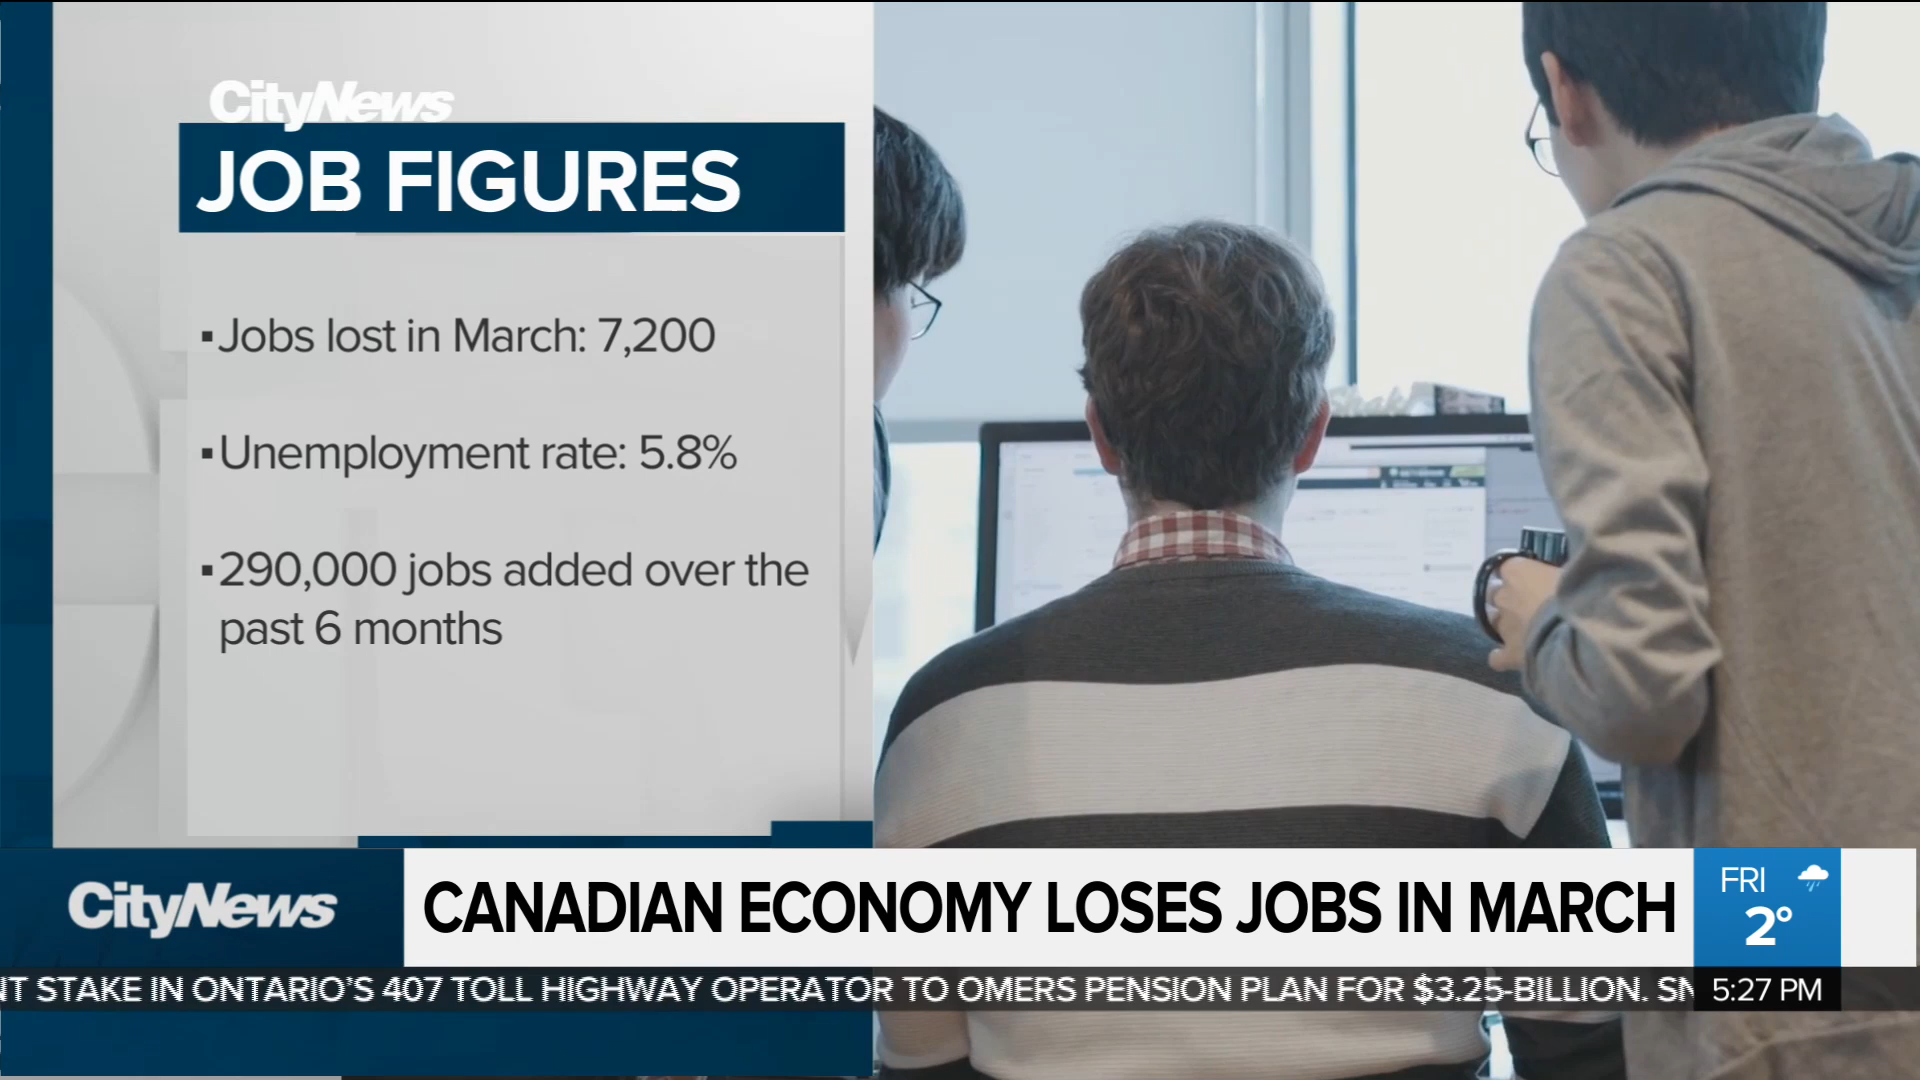 CityNews
JOB FIGURES
▪Jobs lost in March: 7,200
▪Unemployment rate: 5.8%
▪290,000 jobs added over the
past 6 months
CityNews
CANADIAN ECONOMY LOSES JOBS IN MARCH
FRI
2°
STAKE IN ONTARIO'S 407 TOLL HIGHWAY OPERATOR TO OMERS PENSION PLAN FOR $3.25-BILLION.
5:27 PM